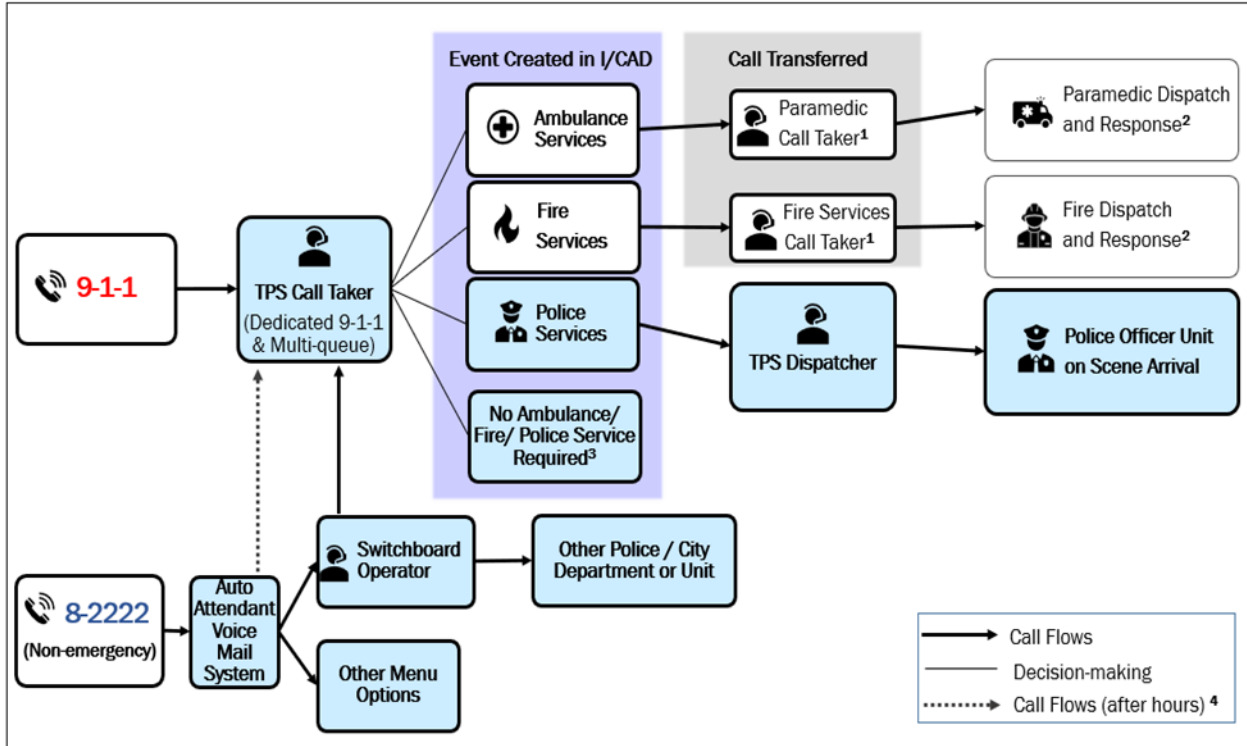 Event Created in I/CAD
Call Transferred
Ambulance
Services
Paramedic
Call Taker1
Paramedic Dispatch
and Response2
Fire
Services
Fire Services
Call Taker1
Fire Dispatch
and Response2
9-1-1
TPS Call Taker
(Dedicated 9-1-1
& Multi-queue)
Police
Services
TPS Dispatcher
Police Officer Unit
on Scene Arrival
No Ambulance/
Fire/ Police Service
Required3
Switchboard
Operator
Other Police / City
Department or Unit
8-2222
(Non-emergency)
Auto
Attendant
Voice
Mail
System
Other Menu
Options
Call Flows
Decision-making
Call Flows (after hours) 4